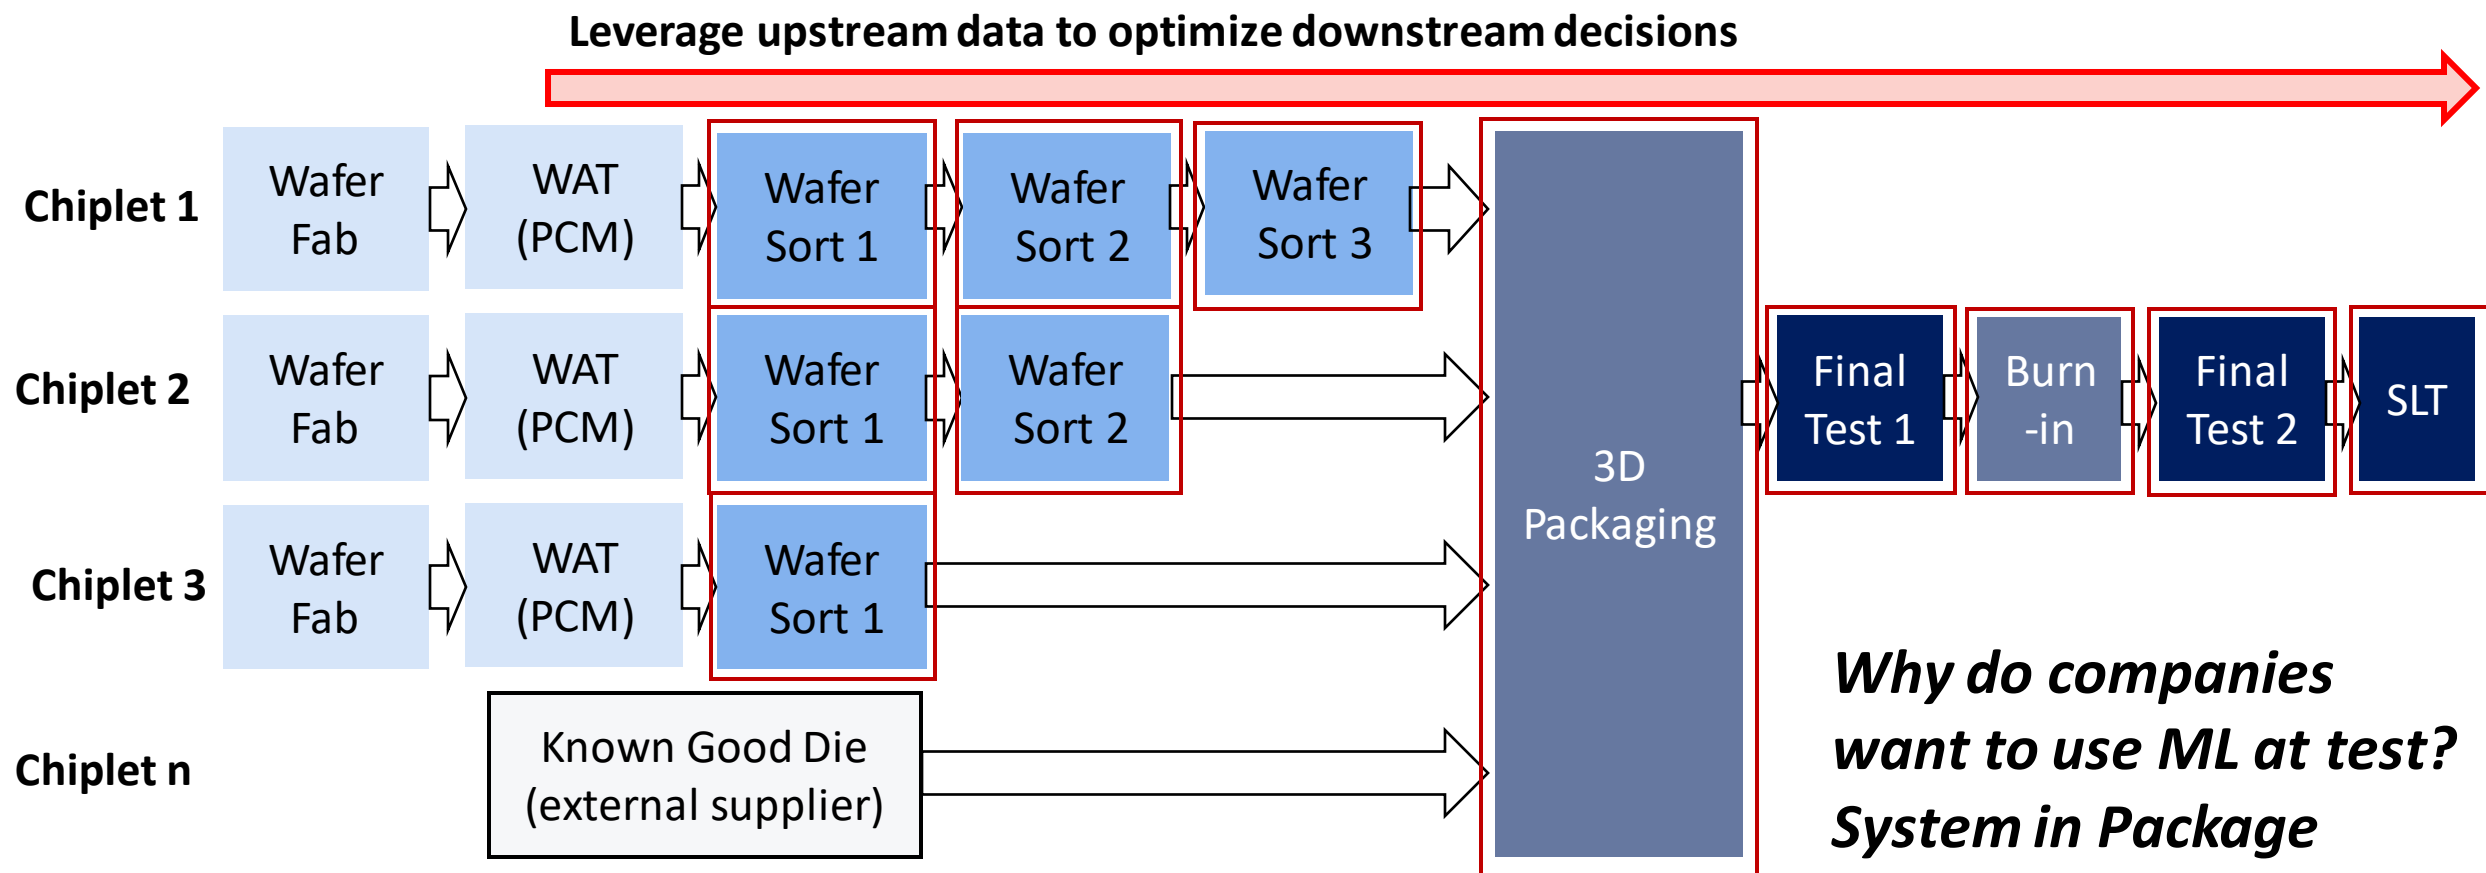 Leverage upstream data to optimize downstream decisions
Chiplet 1
Wafer
Fab
WAT
(PCM)
Wafer
Sort 1
Wafer
Sort 2
Wafer
Sort 3
Chiplet 2
Wafer
Fab
WAT
(PCM)
Wafer
Sort 1
Wafer
Sort 2
Chiplet 3
Wafer
Fab
WAT
(PCM)
Wafer
Sort 1
Chiplet n
Known Good Die
(external supplier)
3D
Packaging
Final
Test 1
Burn
-in
Final
Test 2
SLT
Why do companies
want to use ML at test?
System in Package